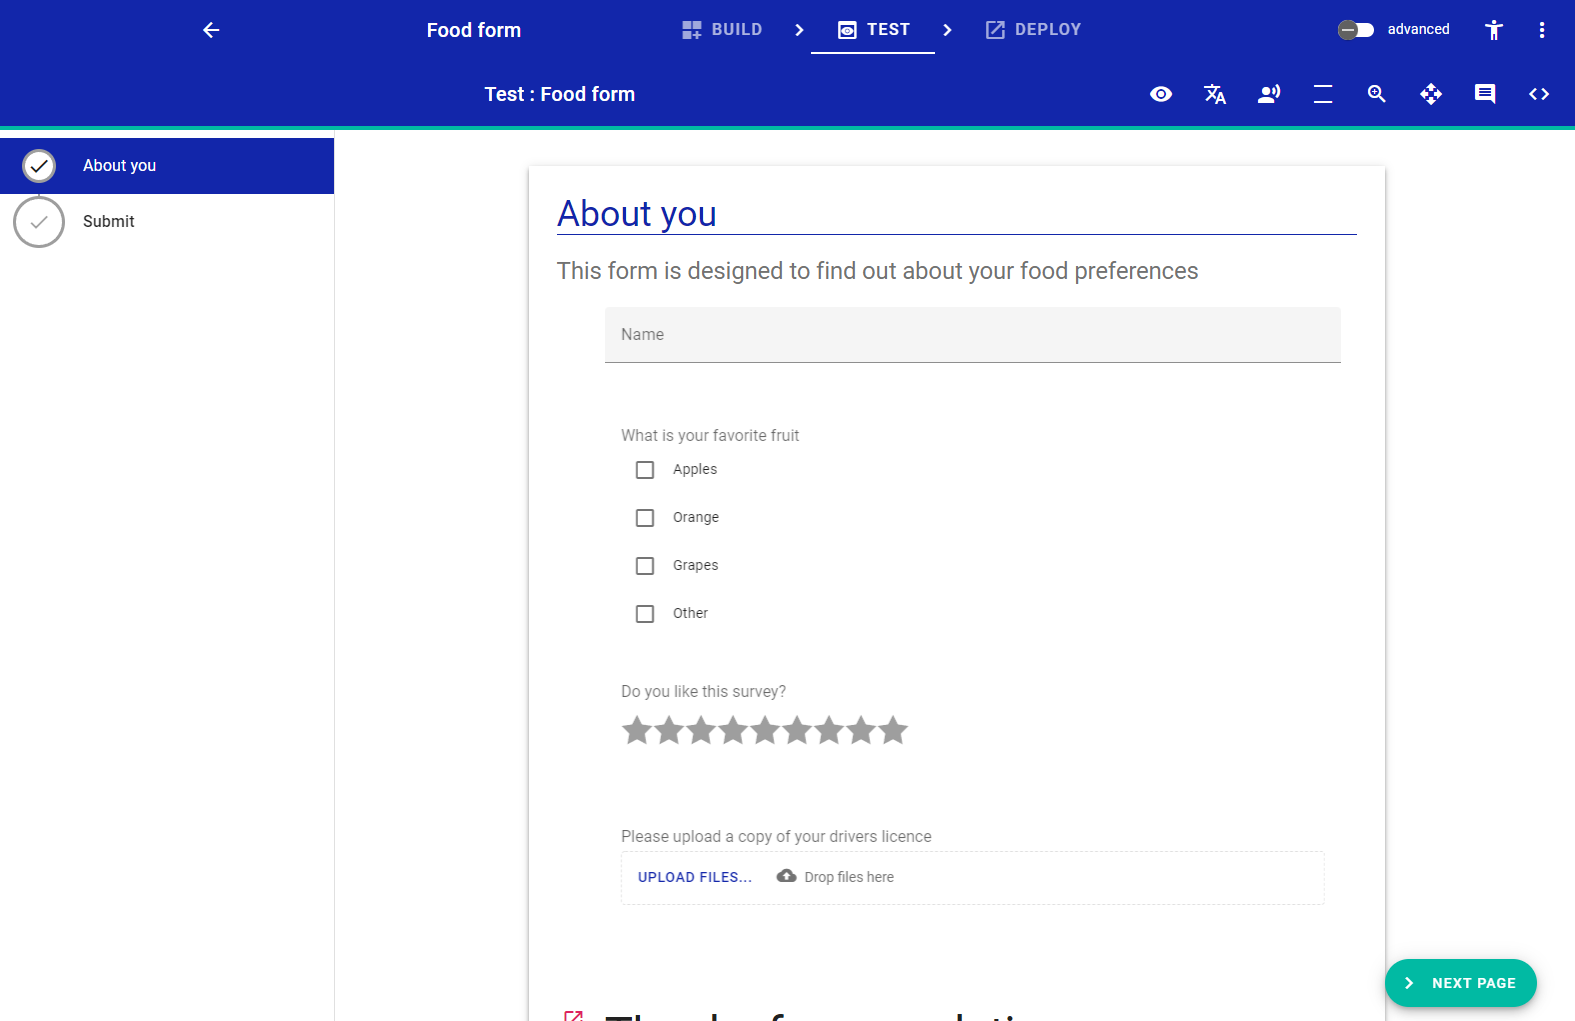 Food form
BUILD
TEST
DEPLOY
advanced
Test : Food form
About you
Submit
About you
This form is designed to find out about your food preferences
Name
What is your favorite fruit
Apples
Orange
Grapes
Other
Do you like this survey?
Please upload a copy of your drivers licence
UPLOAD FILES...
Drop files here
NEXT PAGE